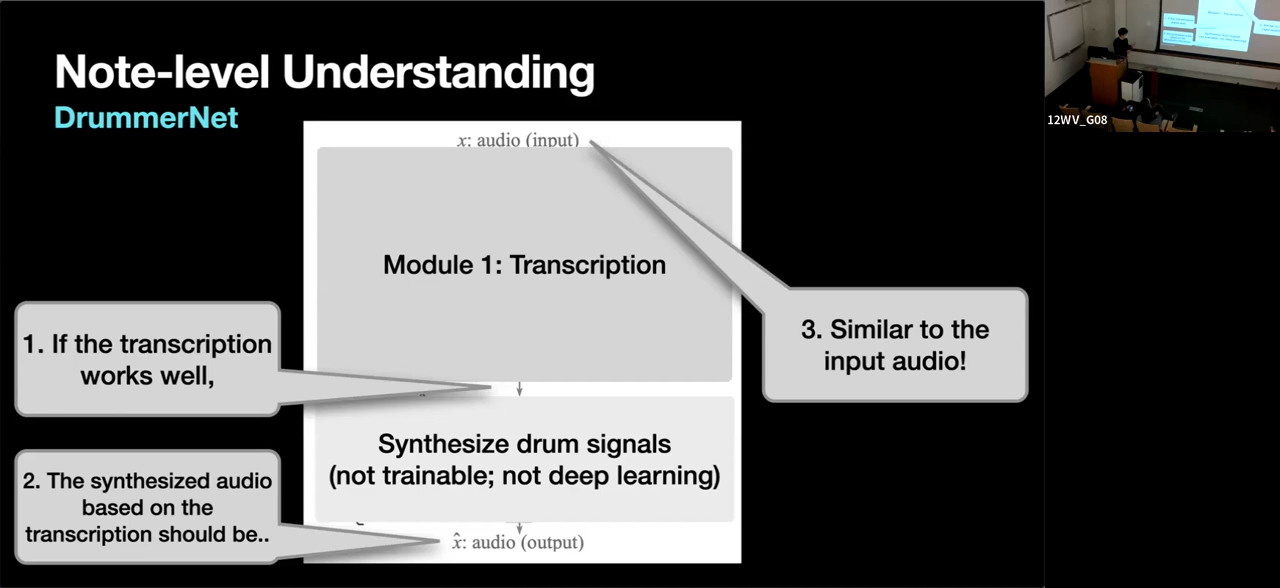 Note-level Understanding
DrummerNet
x: audio (input)
Module 1: Transcription
1. If the transcription
works well,
3. Similar to the
input audio!
Synthesize drum signals
(not trainable; not deep learning)
2. The synthesized audio
based on the
transcription should be..
x̂: audio (output)
12WV_G08